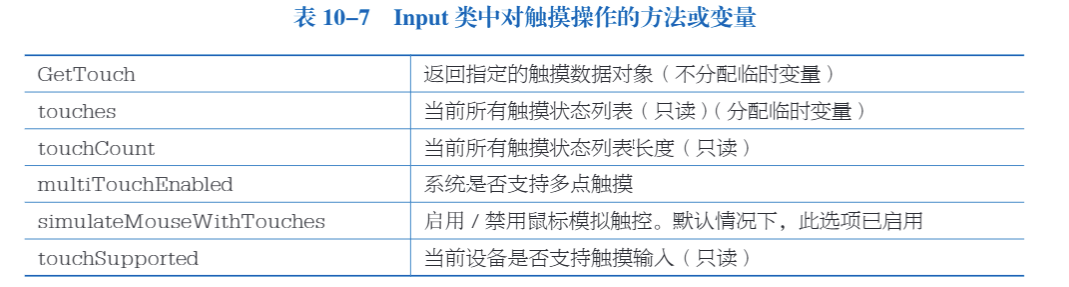 表 10-7 Input 类中对触摸操作的方法或变量
GetTouch 返回指定的触摸数据对象（不分配临时变量）
touches 当前所有触摸状态列表（只读）（分配临时变量）
touchCount 当前所有触摸状态列表长度（只读）
multiTouchEnabled 系统是否支持多点触摸
simulateMouseWithTouches 启用 / 禁用鼠标模拟触控。默认情况下，此选项已启用
touchSupported 当前设备是否支持触摸输入（只读）